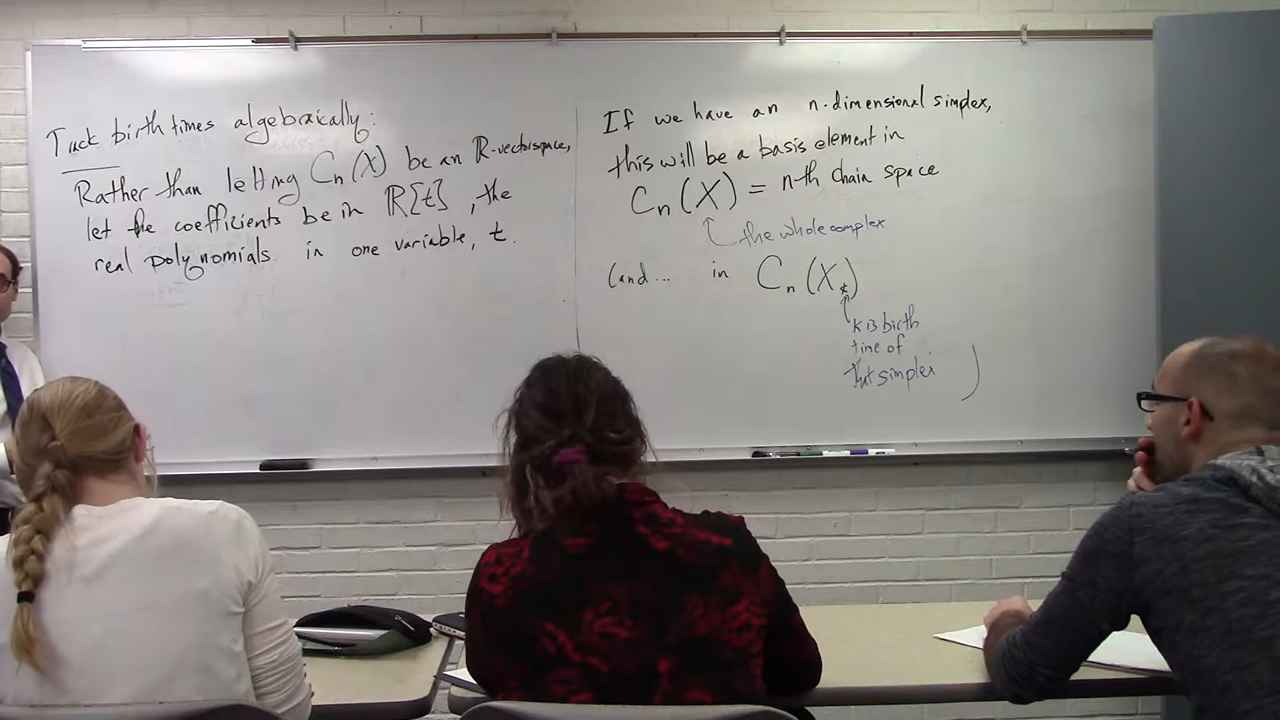 Track birth times algebraically:
Rather than letting Cₙ(X) be an ℝ-vectorspace,
let the coefficients be in ℝ[t], the
real polynomials in one variable, t.
If we have an n-dimensional simplex,
this will be a basis element in
Cₙ(X) = n-th chain space
the whole complex
(and... in Cₙ(X⁎)
K is birth
time of
that simplex )